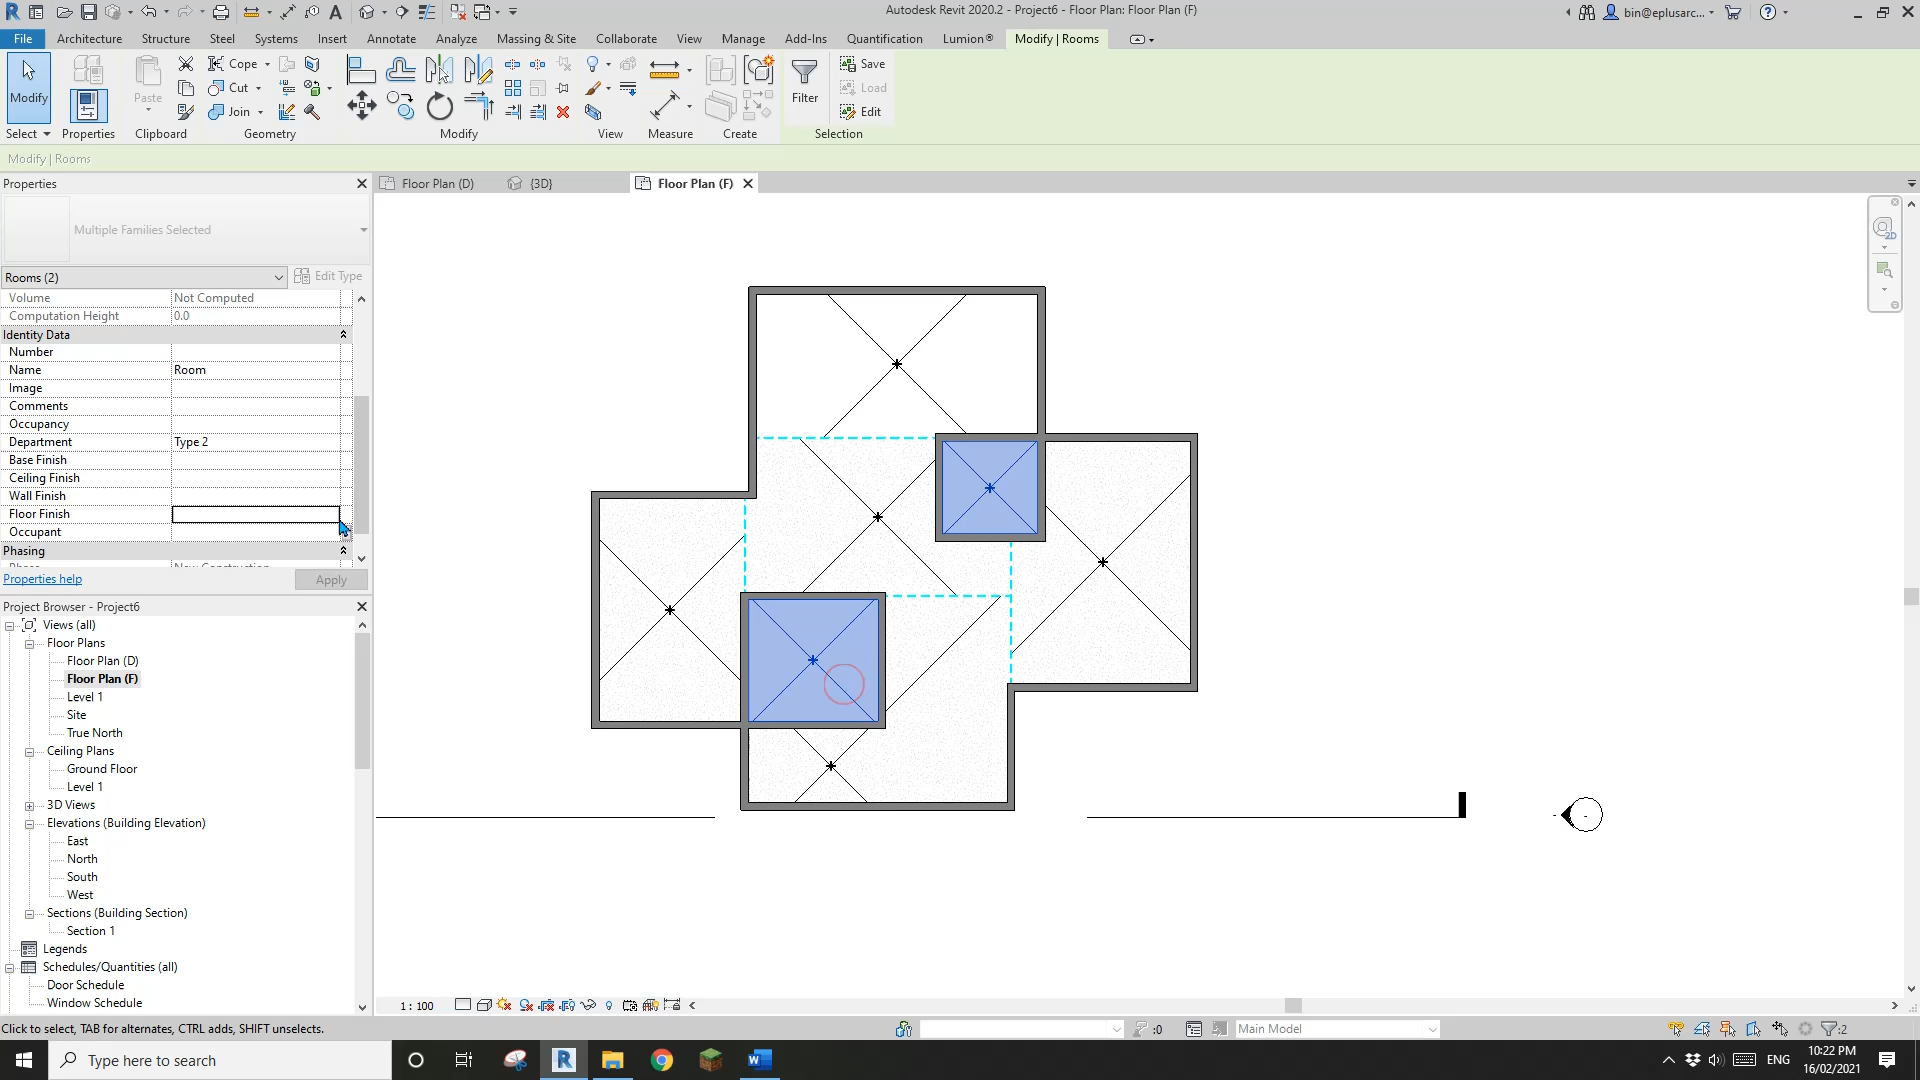 Autodesk Revit 2020.2 - Project6 - Floor Plan: Floor Plan (F)
bin@eplusarc...
File Architecture Structure Steel Systems Insert Annotate Analyze Massing & Site Collaborate View Manage Add-Ins Quantification Lumion® Modify | Rooms
Modify
Paste
Cope
Cut
Join
Filter
Save
Load
Edit
Select Properties Clipboard Geometry Modify View Measure Create Selection
Modify | Rooms
Properties
Floor Plan (D)
{3D}
Floor Plan (F)
Multiple Families Selected
Rooms (2)
Edit Type
Volume Not Computed
Computation Height 0.0
Identity Data
Number
Name Room
Image
Comments
Occupancy
Department Type 2
Base Finish
Ceiling Finish
Wall Finish
Floor Finish
Occupant
Phasing
Phase New Construction
Properties help
Apply
Project Browser - Project6
Views (all)
Floor Plans
Floor Plan (D)
Floor Plan (F)
Level 1
Site
True North
Ceiling Plans
Ground Floor
Level 1
3D Views
Elevations (Building Elevation)
East
North
South
West
Sections (Building Section)
Section 1
Legends
Schedules/Quantities (all)
Door Schedule
Window Schedule
2D
1 : 100
Click to select, TAB for alternates, CTRL adds, SHIFT unselects.
:0
Main Model
:2
Type here to search
ENG
10:22 PM
16/02/2021